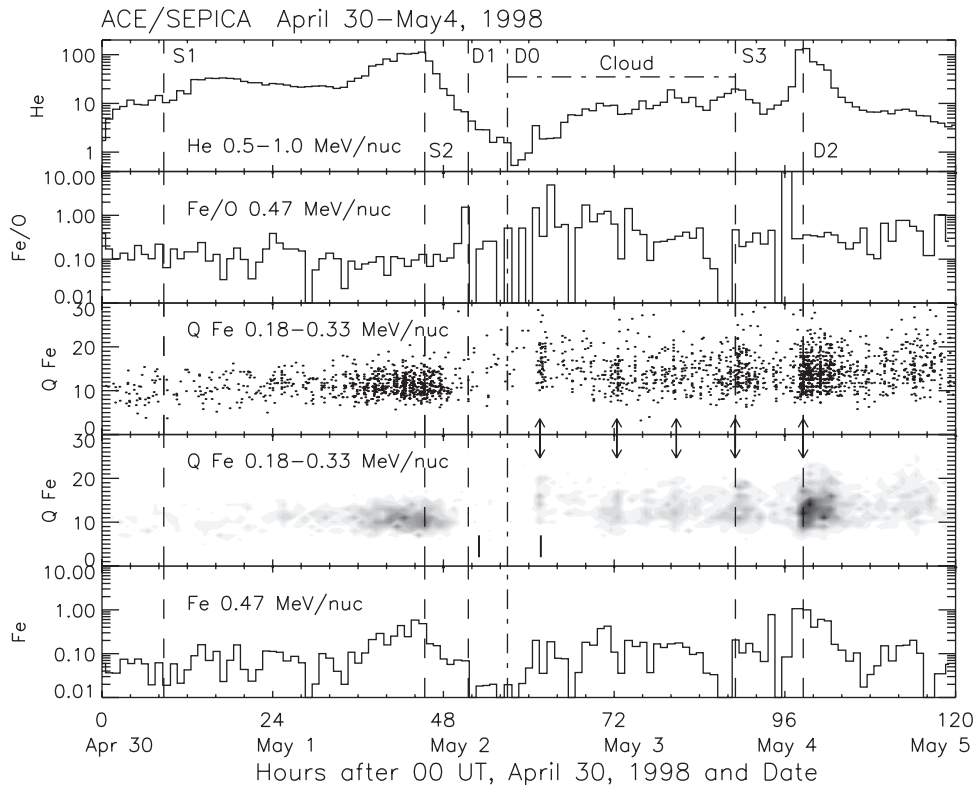 ACE/SEPICA April 30-May4, 1998
S1
D1
D0
Cloud
S3
100
10
1
He
He 0.5-1.0 MeV/nuc
S2
D2
10.00
1.00
0.10
0.01
Fe/O
Fe/O 0.47 MeV/nuc
30
20
10
0
Q Fe
Q Fe 0.18-0.33 MeV/nuc
30
20
10
0
Q Fe
Q Fe 0.18-0.33 MeV/nuc
10.00
1.00
0.10
0.01
Fe
Fe 0.47 MeV/nuc
0 24 48 72 96 120
Apr 30 May 1 May 2 May 3 May 4 May 5
Hours after 00 UT, April 30, 1998 and Date